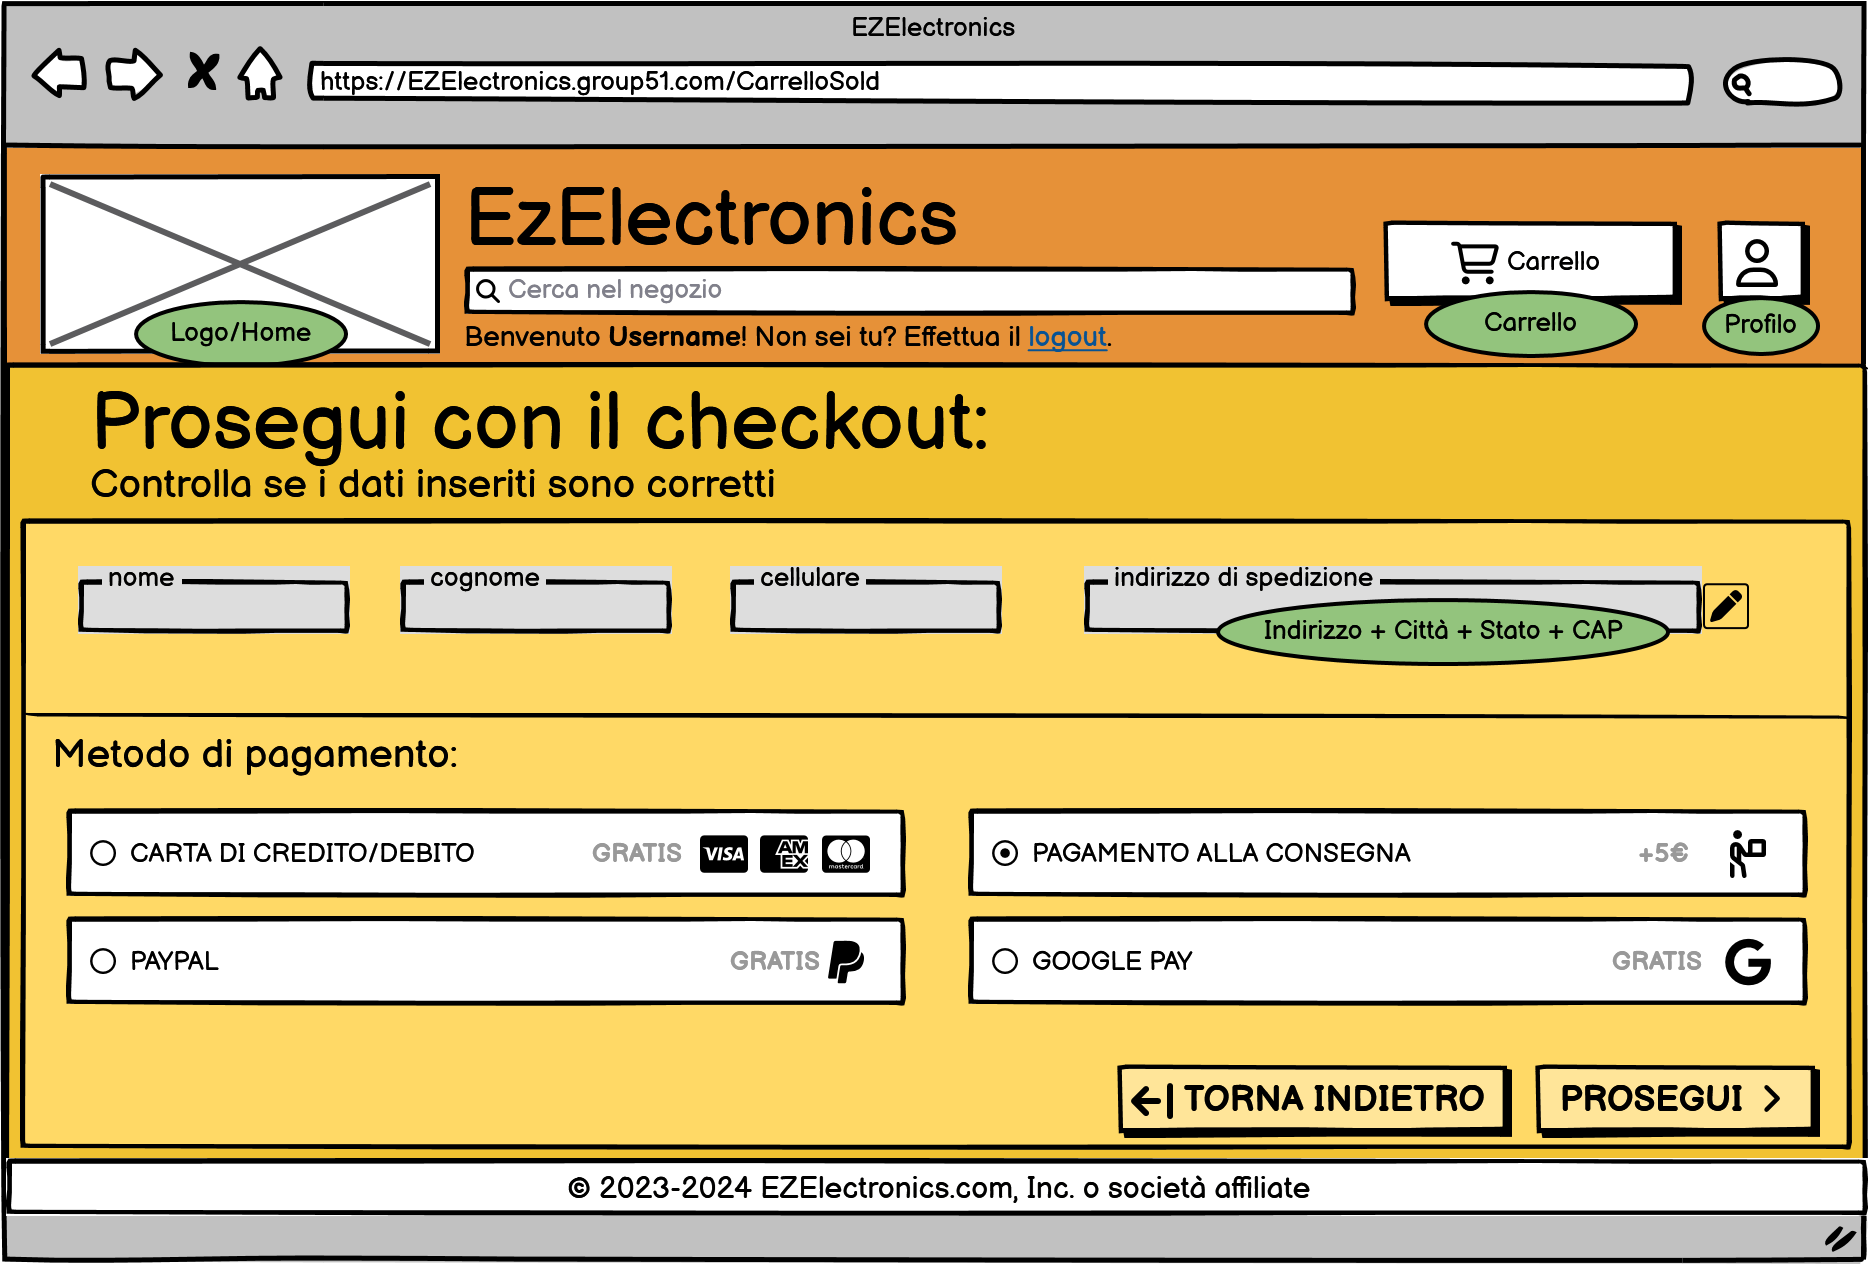 EZElectronics
https://EZElectronics.group51.com/CarrelloSold
EzElectronics
Cerca nel negozio
Benvenuto Username! Non sei tu? Effettua il logout.
Logo/Home
Carrello
Carrello
Profilo
Prosegui con il checkout:
Controlla se i dati inseriti sono corretti
nome
cognome
cellulare
indirizzo di spedizione
Indirizzo + Città + Stato + CAP
Metodo di pagamento:
CARTA DI CREDITO/DEBITO GRATIS VISA AM EX mastercard
PAGAMENTO ALLA CONSEGNA +5€
PAYPAL GRATIS
GOOGLE PAY GRATIS G
TORNA INDIETRO
PROSEGUI
© 2023-2024 EZElectronics.com, Inc. o società affiliate